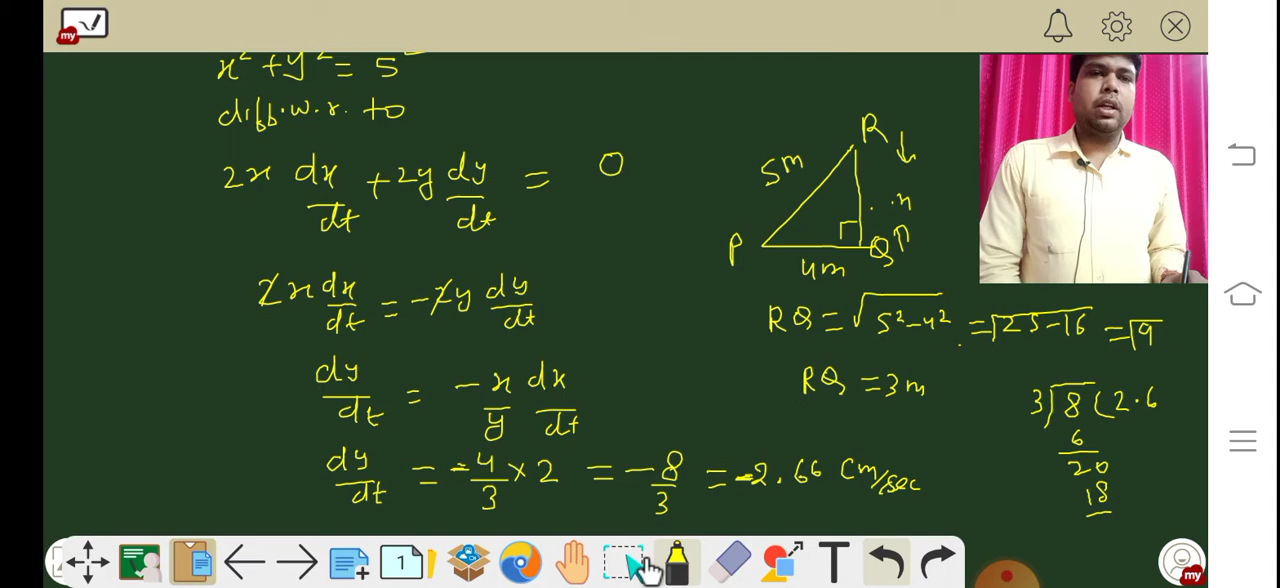 x² + y² = 5²
diff. w. r. to
2x dx/dt + 2y dy/dt = 0
2x dx/dt = -2y dy/dt
dy/dt = -x/y dx/dt
dy/dt = -4/3 × 2 = -8/3 = -2.66 cm/sec
R
5m
x
P
Q
4m
RQ = √5²-4² = √25-16 = √9
RQ = 3m
3)8(2.6
6
20
18
my
1
T
my